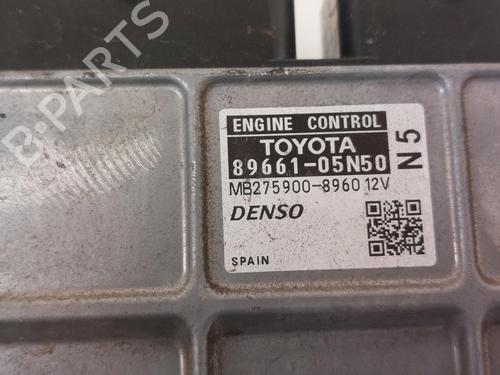 B-PARTS
ENGINE CONTROL
TOYOTA
89661-05N50
N5
MB275900-8960 12V
DENSO
SPAIN